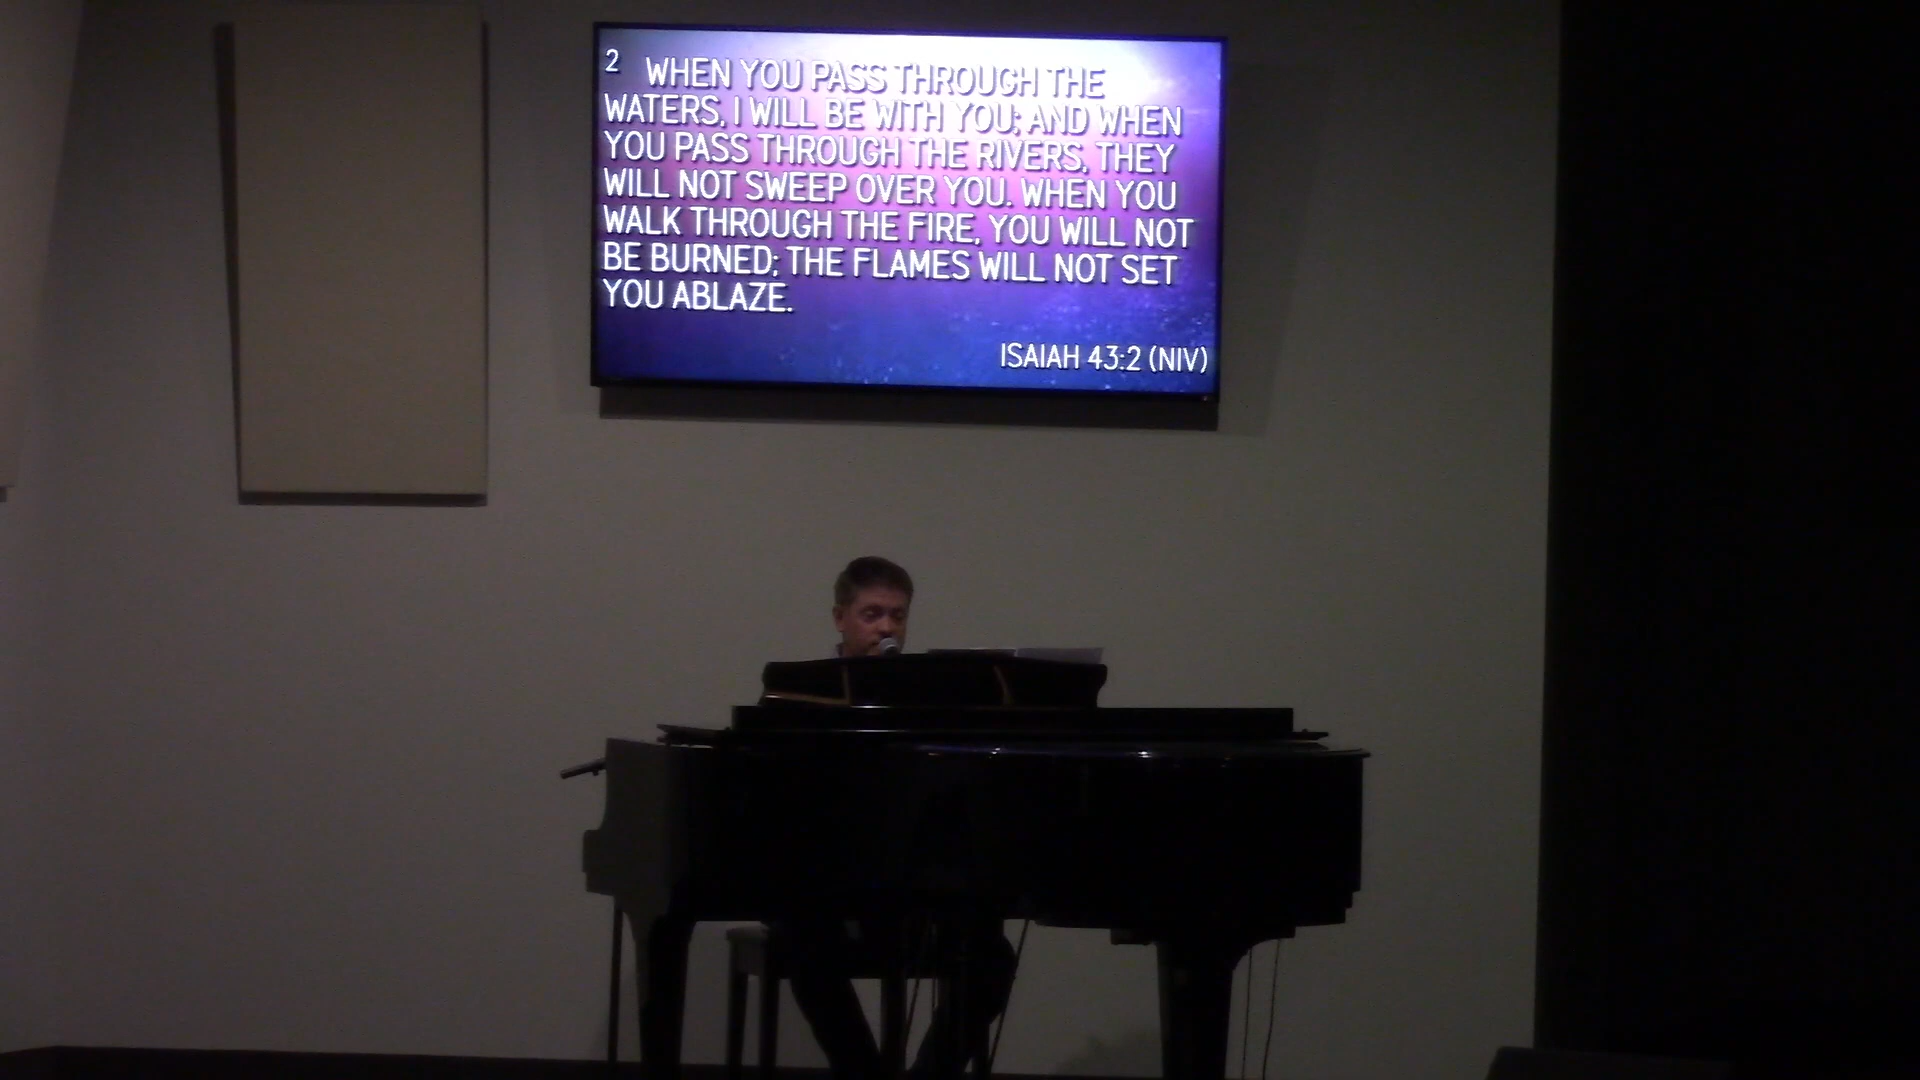 2 WHEN YOU PASS THROUGH THE
WATERS, I WILL BE WITH YOU; AND WHEN
YOU PASS THROUGH THE RIVERS, THEY
WILL NOT SWEEP OVER YOU. WHEN YOU
WALK THROUGH THE FIRE, YOU WILL NOT
BE BURNED; THE FLAMES WILL NOT SET
YOU ABLAZE.
ISAIAH 43:2 (NIV)